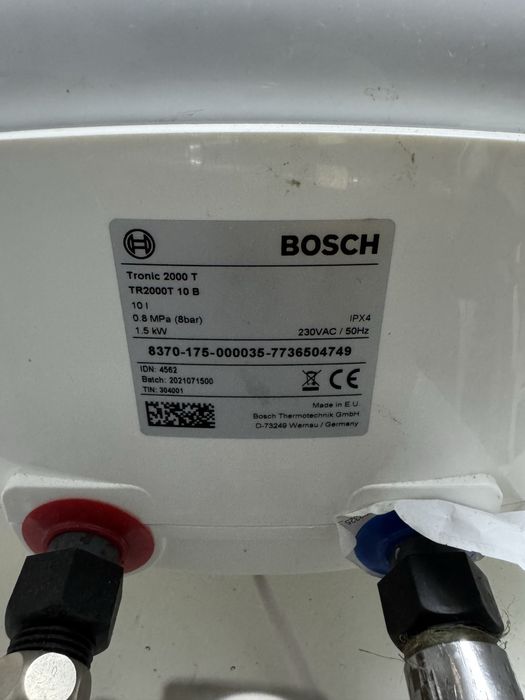 BOSCH
Tronic 2000 T
TR2000T 10 B
10 l
0.8 MPa (8bar) IPX4
1.5 kW 230VAC / 50Hz
8370-175-000035-7736504749
IDN: 4562
Batch: 2021071500
TIN: 304001
CE
Made in E.U.
Bosch Thermotechnik GmbH
D-73249 Wernau / Germany